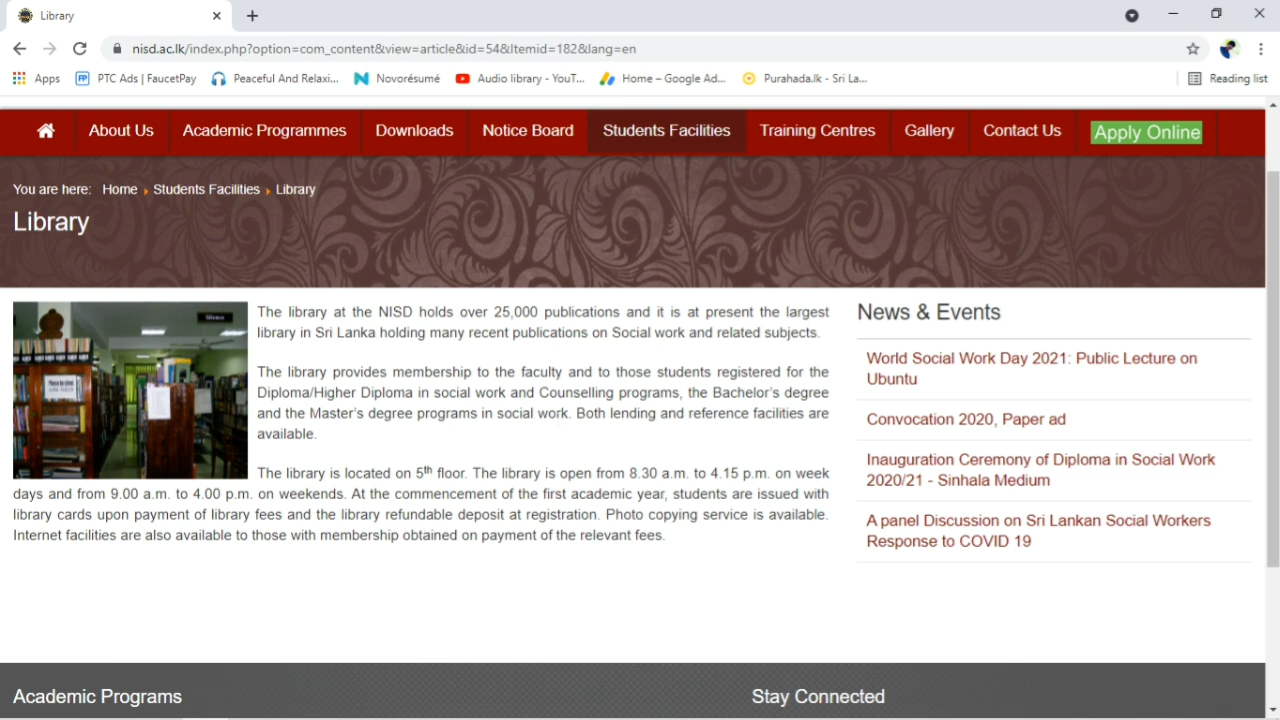 Library
nisd.ac.lk/index.php?option=com_content&view=article&id=54&Itemid=182&lang=en
Apps PTC Ads | FaucetPay Peaceful And Relaxi... Novorésumé Audio library - YouT... Home – Google Ad... Purahada.lk - Sri La... Reading list
About Us Academic Programmes Downloads Notice Board Students Facilities Training Centres Gallery Contact Us Apply Online
You are here: Home Students Facilities Library
Library
The library at the NISD holds over 25,000 publications and it is at present the largest
library in Sri Lanka holding many recent publications on Social work and related subjects.
The library provides membership to the faculty and to those students registered for the
Diploma/Higher Diploma in social work and Counselling programs, the Bachelor's degree
and the Master's degree programs in social work. Both lending and reference facilities are
available.
The library is located on 5th floor. The library is open from 8.30 a.m. to 4.15 p.m. on week
days and from 9.00 a.m. to 4.00 p.m. on weekends. At the commencement of the first academic year, students are issued with
library cards upon payment of library fees and the library refundable deposit at registration. Photo copying service is available.
Internet facilities are also available to those with membership obtained on payment of the relevant fees.
News & Events
World Social Work Day 2021: Public Lecture on
Ubuntu
Convocation 2020, Paper ad
Inauguration Ceremony of Diploma in Social Work
2020/21 - Sinhala Medium
A panel Discussion on Sri Lankan Social Workers
Response to COVID 19
Academic Programs
Stay Connected